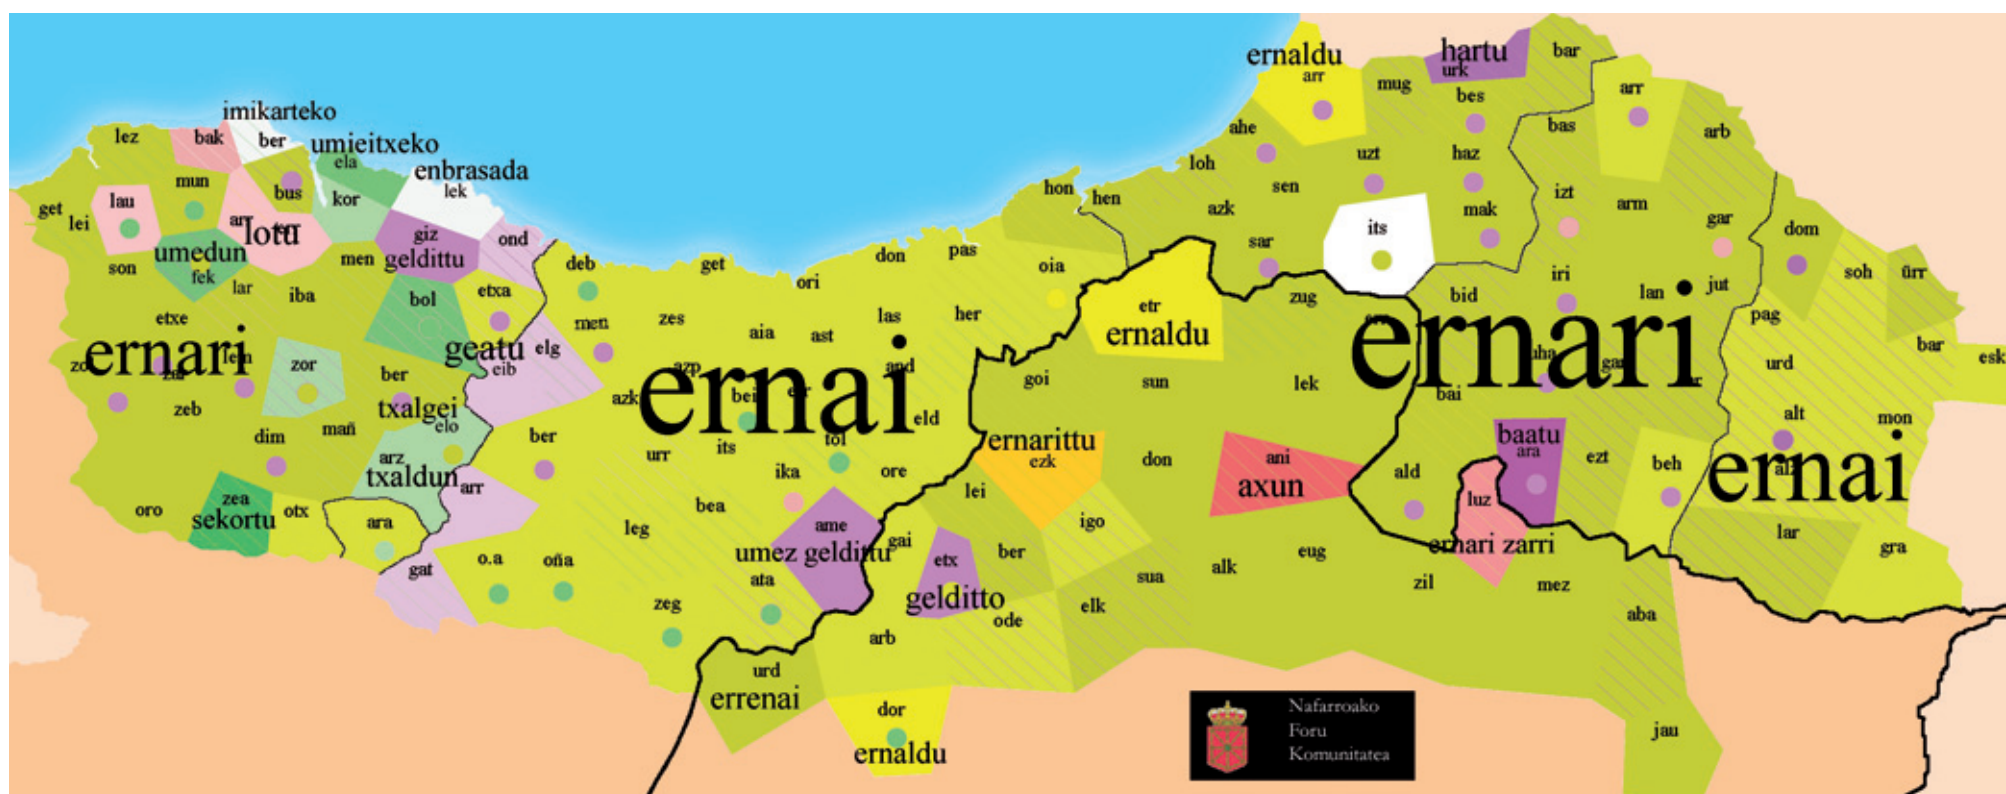 ernaldu
arr
hartu
urk
bar
mug
bes
arr
imikarteko
lez
bak
ber
umieitxeko
ela
ahe
bas
arb
enbrasada
lek
loh
uzt
haz
mun
bus
kor
hon
hen
sen
izt
lau
get
lei
arr
lotu
azk
mak
arm
gar
dom
giz
geldittu
ond
sar
its
umedun
fek
son
men
deb
get
don
pas
oia
iri
soh
ürr
lar
iba
bol
etxa
ori
zug
bid
lan
jut
etxe
men
zes
aia
ast
las
her
etr
ernaldu
pag
ernari
zor
ber
geatu
eib
elg
azp
ernai
and
goi
sun
lek
ernari
uha
bai
urd
bar
esk
zeb
txalgei
elo
azk
bei
eld
alt
mon
dim
mañ
ber
its
tol
ernarittu
ezk
baatu
ara
arz
txaldun
urr
ika
ore
don
ani
axun
ald
ezt
beh
ernai
arr
lei
luz
oro
zea
sekortu
otx
ara
leg
bea
ame
umez geldittu
gai
igo
ernari zarri
lar
gra
gat
o.a
oña
ata
etx
gelditto
ber
sua
alk
eug
zil
mez
zeg
arb
ode
elk
aba
urd
errenai
dor
ernaldu
jau
Nafarroako
Foru
Komunitatea